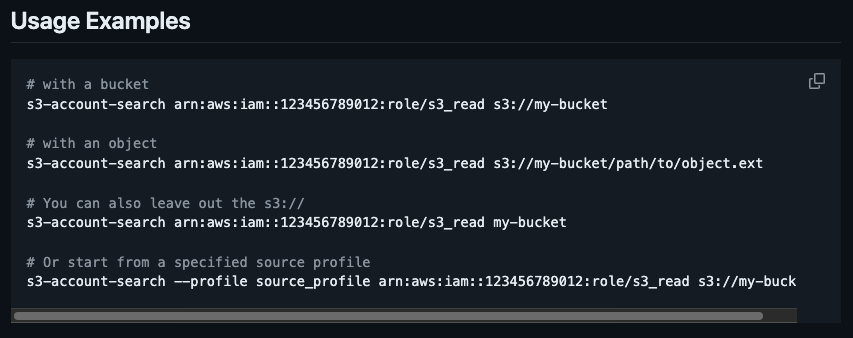 Usage Examples
# with a bucket
s3-account-search arn:aws:iam::123456789012:role/s3_read s3://my-bucket
# with an object
s3-account-search arn:aws:iam::123456789012:role/s3_read s3://my-bucket/path/to/object.ext
# You can also leave out the s3://
s3-account-search arn:aws:iam::123456789012:role/s3_read my-bucket
# Or start from a specified source profile
s3-account-search --profile source_profile arn:aws:iam::123456789012:role/s3_read s3://my-buck